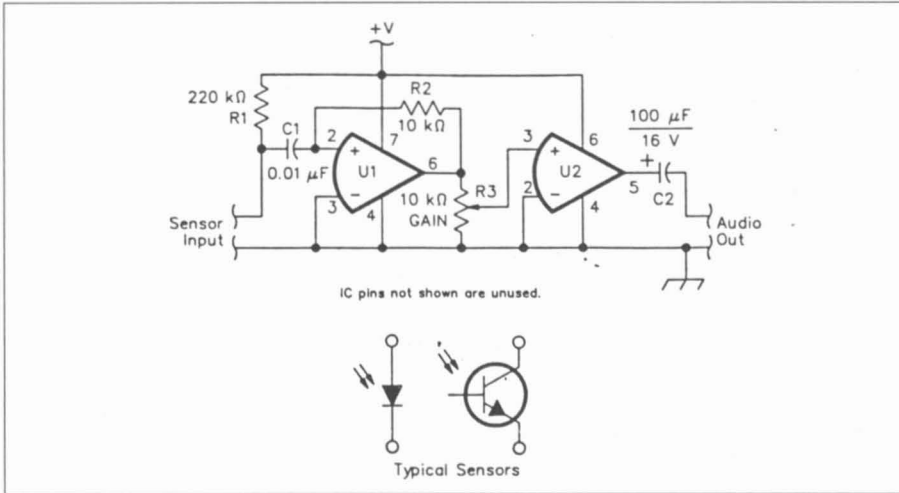 +V
220 kΩ
R1
C1
0.01 µF
R2
10 kΩ
2
+
7
U1
6
3
−
4
10 kΩ
GAIN
R3
3
+
6
U2
5
2
−
4
100 µF
16 V
+
C2
Sensor
Input
Audio
Out
IC pins not shown are unused.
Typical Sensors